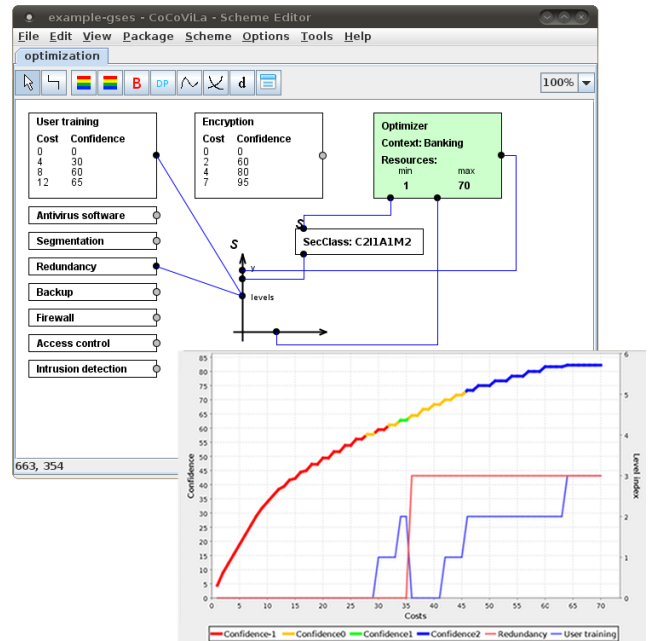 example-gses - CoCoViLa - Scheme Editor
File Edit View Package Scheme Options Tools Help
optimization
B DP d 100%
User training
Cost Confidence
0 0
4 30
8 60
12 65
Encryption
Cost Confidence
0 0
2 60
4 80
7 95
Optimizer
Context: Banking
Resources:
min max
1 70
Antivirus software
Segmentation
Redundancy
Backup
Firewall
Access control
Intrusion detection
S
SecClass: C2I1A1M2
S
y
levels
663, 354
Confidence
85
80
75
70
65
60
55
50
45
40
35
30
25
20
15
10
5
0
0 5 10 15 20 25 30 35 40 45 50 55 60 65 70
Costs
6
5
4
3
2
1
0
Level index
Confidence-1 Confidence0 Confidence1 Confidence2 Redundancy User training